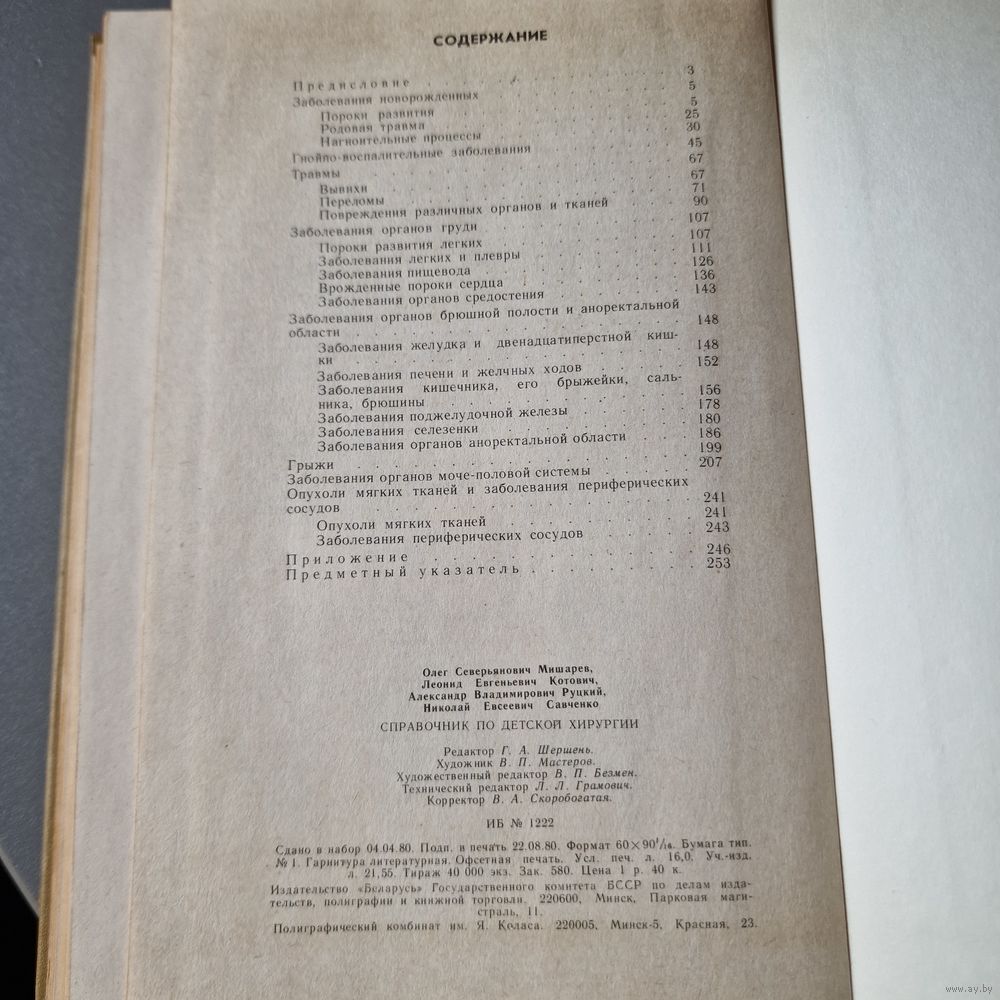 СОДЕРЖАНИЕ
Предисловие 3
Заболевания новорожденных 5
Пороки развития 5
Родовая травма 25
Нагноительные процессы 30
Гнойно-воспалительные заболевания 45
Травмы 67
Вывихи 67
Переломы 71
Повреждения различных органов и тканей 90
Заболевания органов груди 107
Пороки развития легких 107
Заболевания легких и плевры 111
Заболевания пищевода 126
Врожденные пороки сердца 136
Заболевания органов средостения 143
Заболевания органов брюшной полости и аноректальной
области 148
Заболевания желудка и двенадцатиперстной киш-
ки 148
Заболевания печени и желчных ходов 152
Заболевания кишечника, его брыжейки, саль-
ника, брюшины 156
Заболевания поджелудочной железы 178
Заболевания селезенки 180
Заболевания органов аноректальной области 186
Грыжи 199
Заболевания органов моче-половой системы 207
Опухоли мягких тканей и заболевания периферических
сосудов 241
Опухоли мягких тканей 241
Заболевания периферических сосудов 243
Приложение 246
Предметный указатель 253
Олег Северьянович Мишарев,
Леонид Евгеньевич Котович,
Александр Владимирович Руцкий,
Николай Евсеевич Савченко
СПРАВОЧНИК ПО ДЕТСКОЙ ХИРУРГИИ
Редактор Г. А. Шершень.
Художник В. П. Мастеров.
Художественный редактор В. П. Безмен.
Технический редактор Л. Л. Грамович.
Корректор В. А. Скоробогатая.
ИБ № 1222
Сдано в набор 04.04.80. Подп. в печать 22.08.80. Формат 60×90¹/₁₆. Бумага тип.
№ 1. Гарнитура литературная. Офсетная печать. Усл. печ. л. 16,0. Уч.-изд.
л. 21,55. Тираж 40 000 экз. Зак. 580. Цена 1 р. 40 к.
Издательство «Беларусь» Государственного комитета БССР по делам изда-
тельств, полиграфии и книжной торговли. 220600, Минск, Парковая маги-
страль, 11.
Полиграфический комбинат им. Я. Коласа. 220005, Минск-5, Красная, 23.
www.ay.by